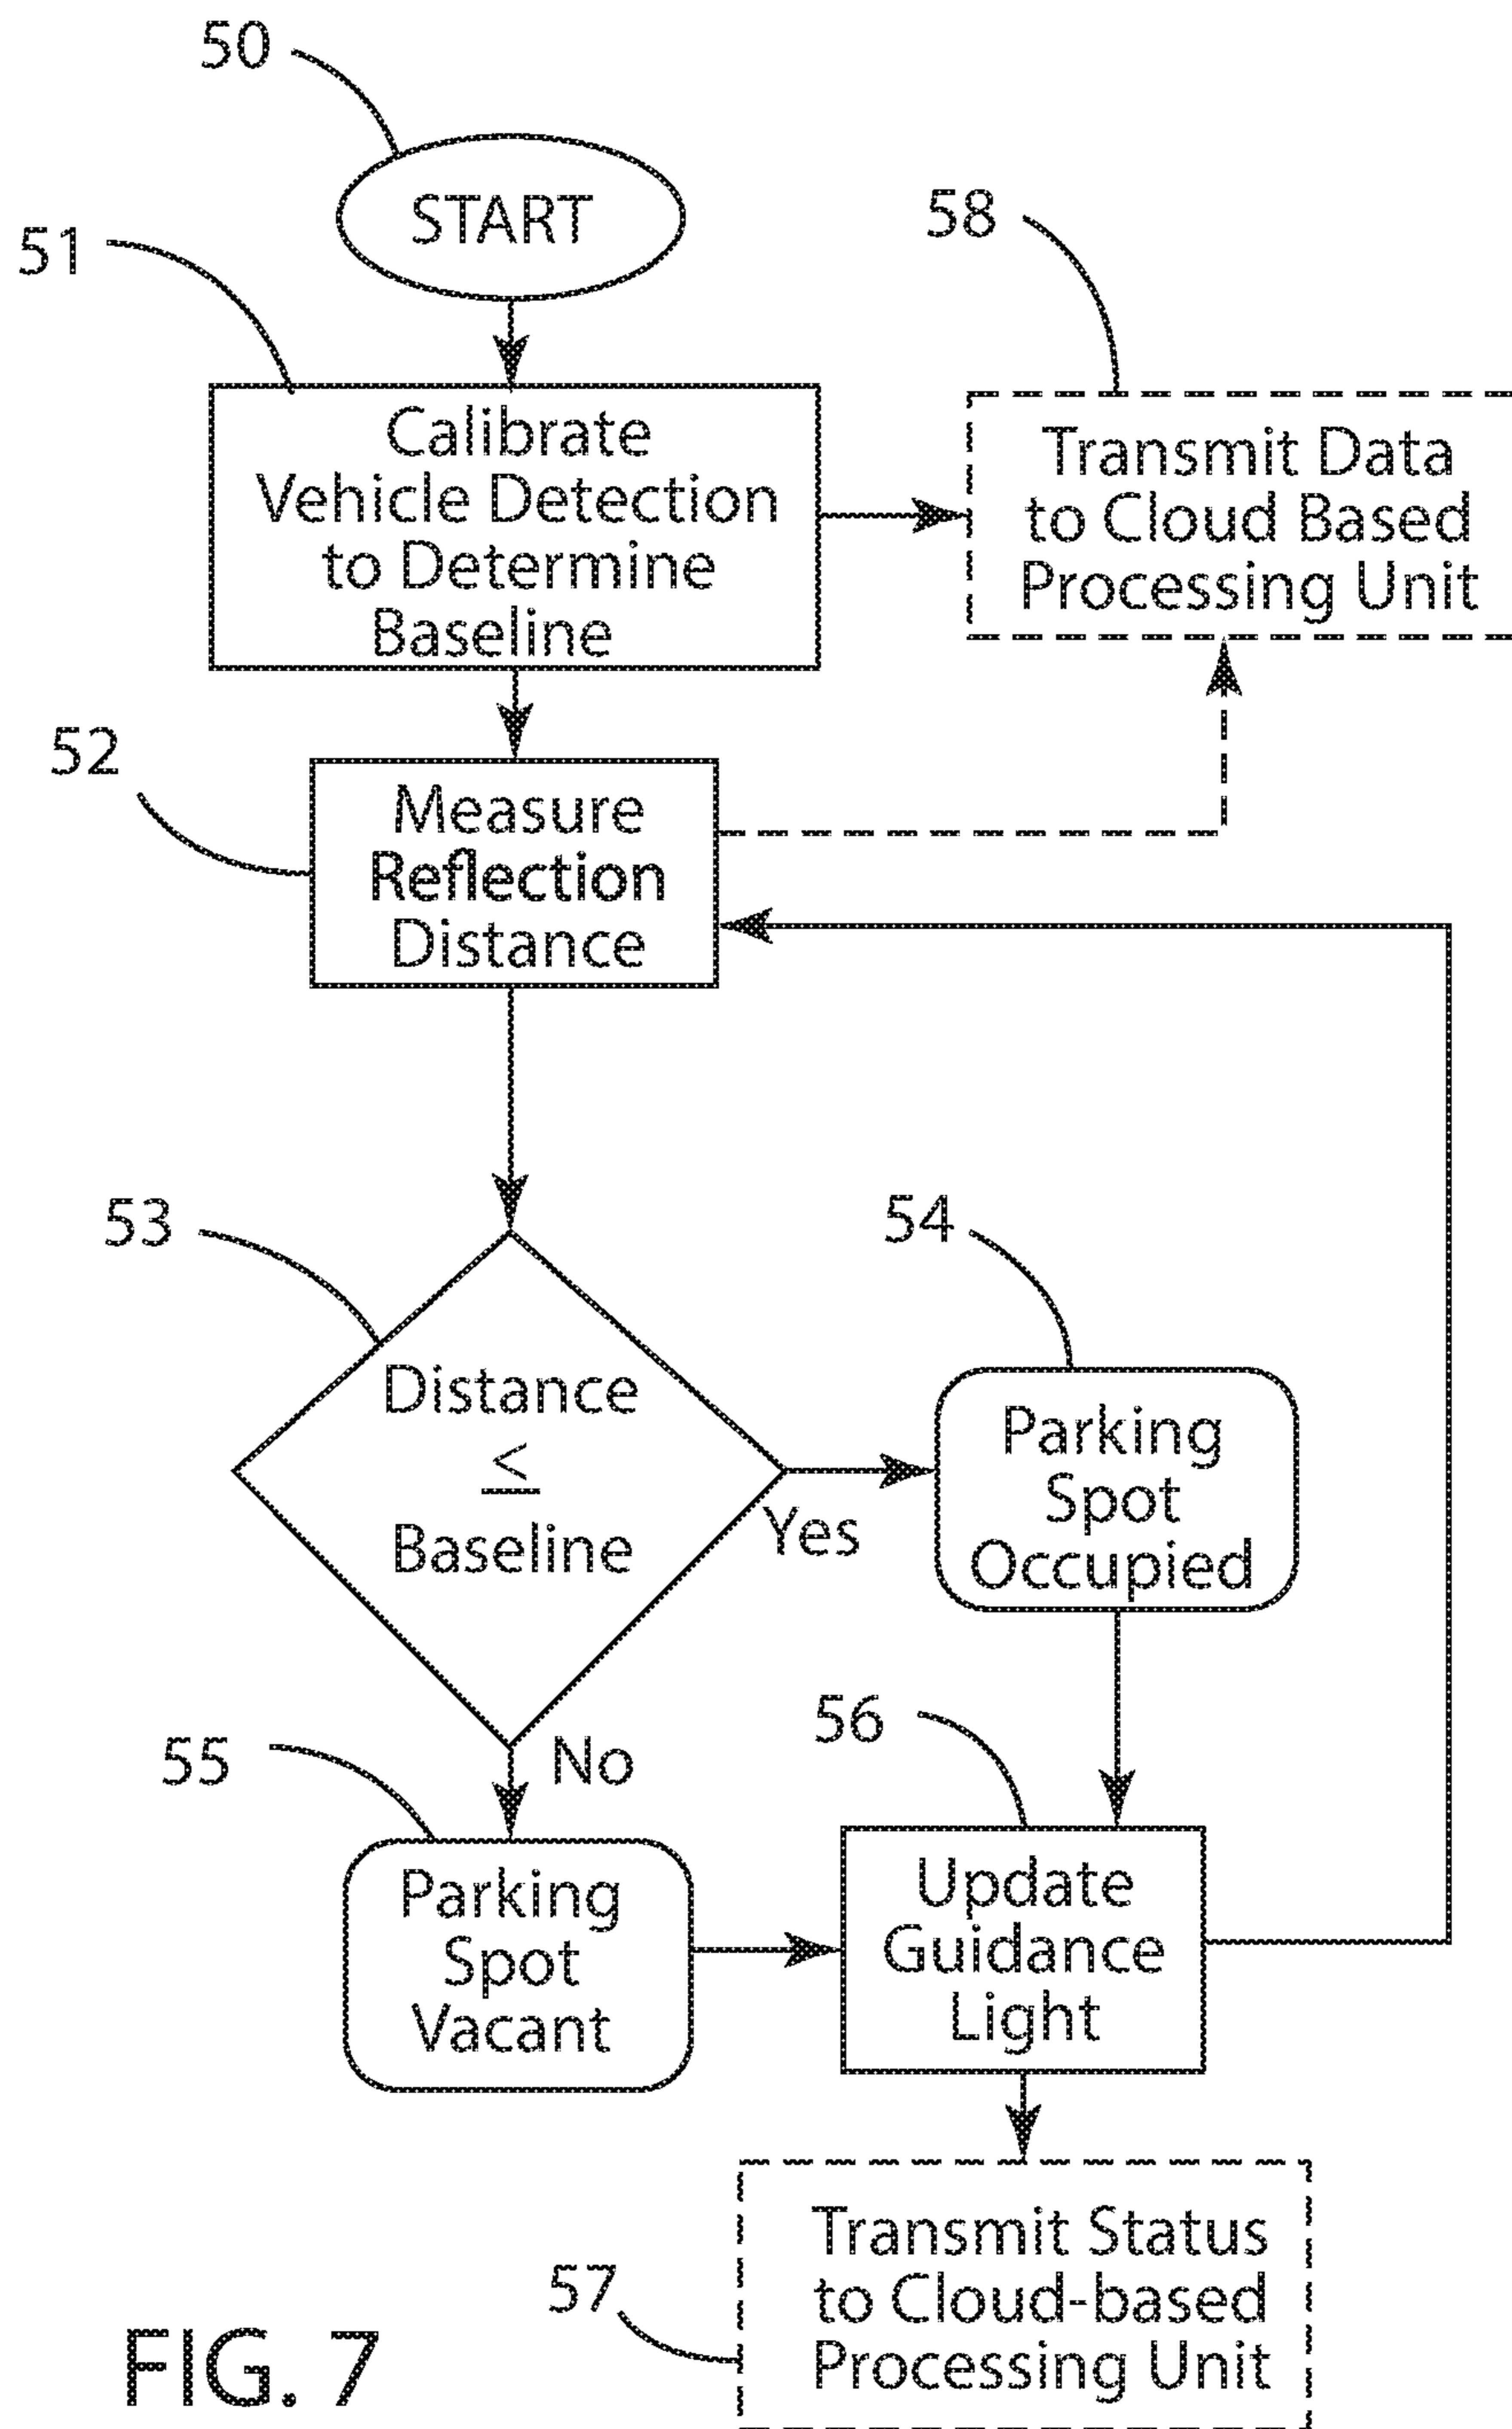 50
START
51
58
Calibrate
Vehicle Detection
to Determine
Baseline
Transmit Data
to Cloud Based
Processing Unit
52
Measure
Reflection
Distance
53
54
Distance
≤
Baseline
Yes
Parking
Spot
Occupied
55
No
56
Parking
Spot
Vacant
Update
Guidance
Light
57
Transmit Status
to Cloud-based
Processing Unit
FIG. 7